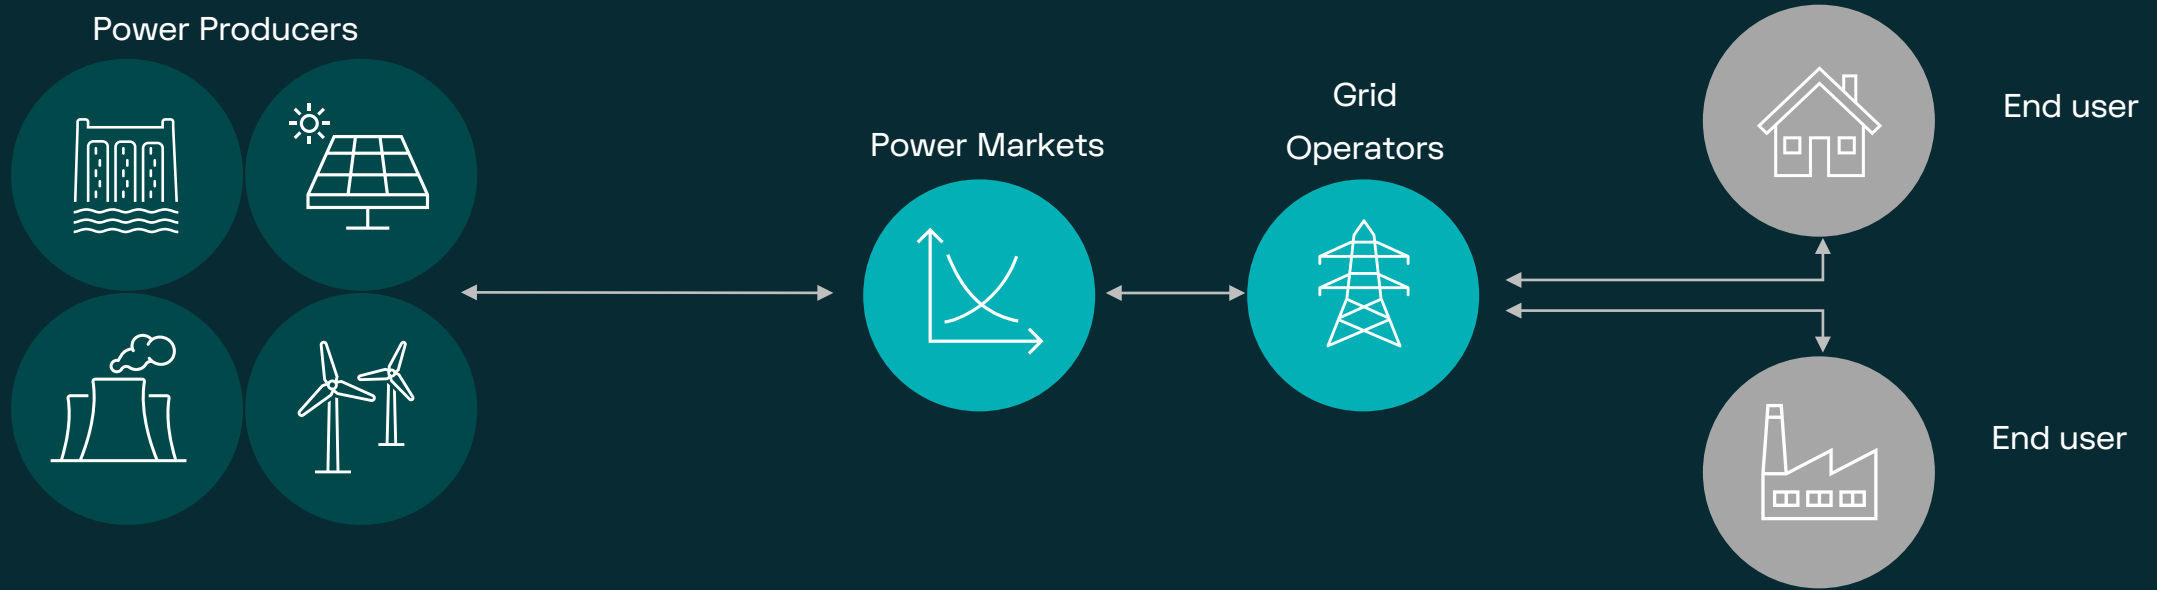 Power Producers
Power Markets
Grid
Operators
End user
End user